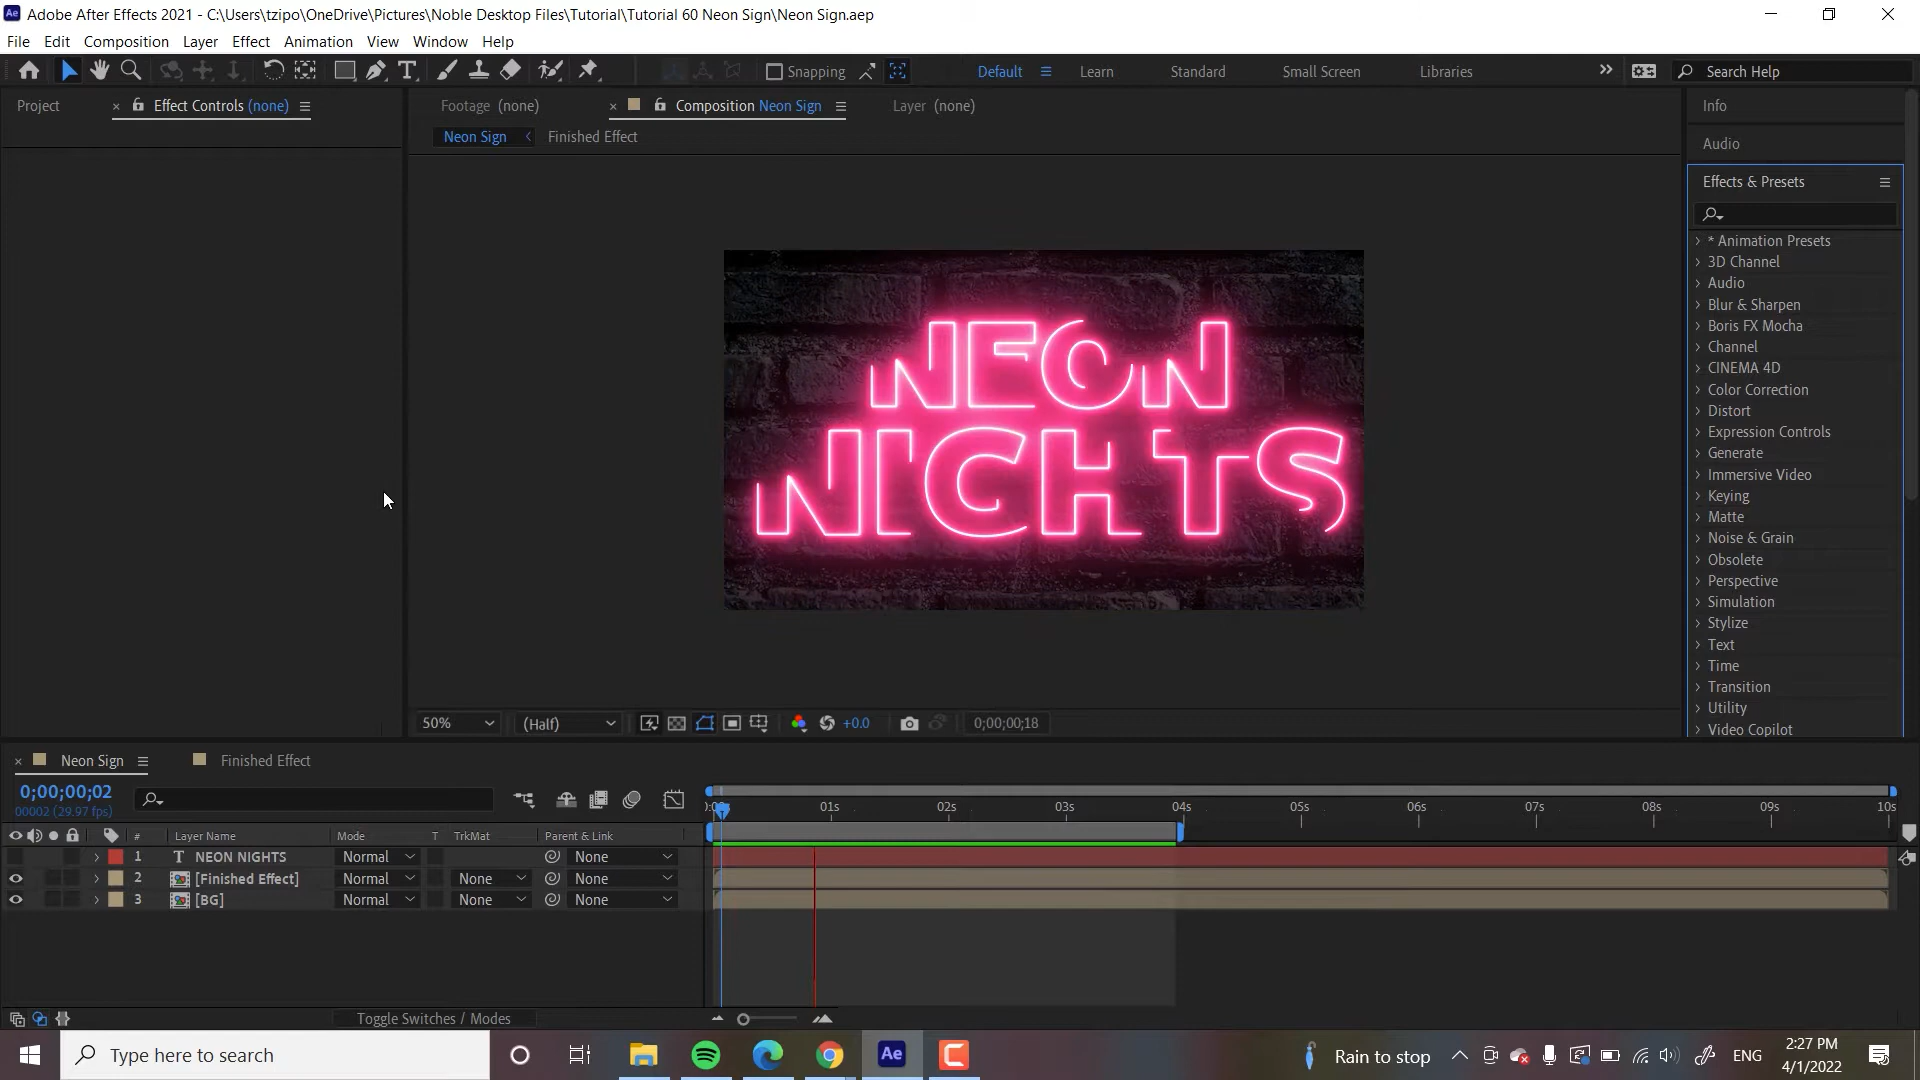 Adobe After Effects 2021 - C:\Users\tzipo\OneDrive\Pictures\Noble Desktop Files\Tutorial\Tutorial 60 Neon Sign\Neon Sign.aep
File Edit Composition Layer Effect Animation View Window Help
Snapping Default Learn Standard Small Screen Libraries Search Help
Project Effect Controls (none) Footage (none) Composition Neon Sign Layer (none) Info
Neon Sign Finished Effect
Audio
Effects & Presets
* Animation Presets
3D Channel
Audio
Blur & Sharpen
Boris FX Mocha
Channel
CINEMA 4D
Color Correction
Distort
Expression Controls
Generate
Immersive Video
Keying
Matte
Noise & Grain
Obsolete
Perspective
Simulation
Stylize
Text
Time
Transition
Utility
Video Copilot
NEON
NIGHTS
50% (Half) +0.0 0;00;00;18
Neon Sign Finished Effect
0;00;00;02
00002 (29.97 fps)
01s 02s 03s 04s 05s 06s 07s 08s 09s 10s
# Layer Name Mode T TrkMat Parent & Link
1 T NEON NIGHTS Normal None
2 [Finished Effect] Normal None None
3 [BG] Normal None None
Toggle Switches / Modes
Type here to search Ae Rain to stop ENG 2:27 PM
4/1/2022